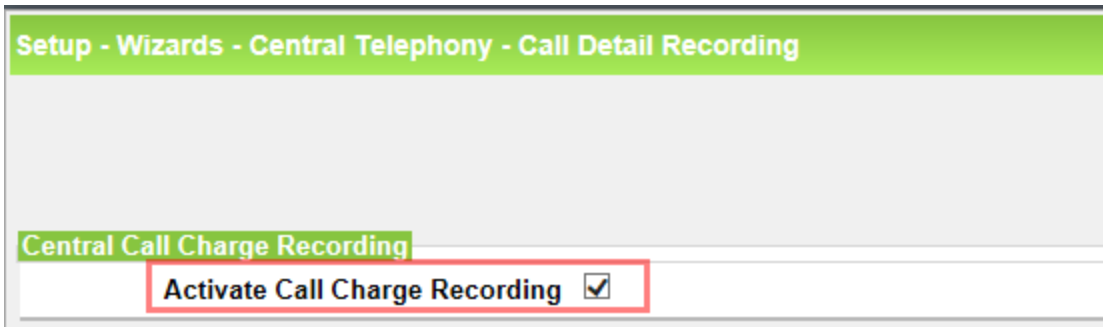 Setup - Wizards - Central Telephony - Call Detail Recording
Central Call Charge Recording
Activate Call Charge Recording